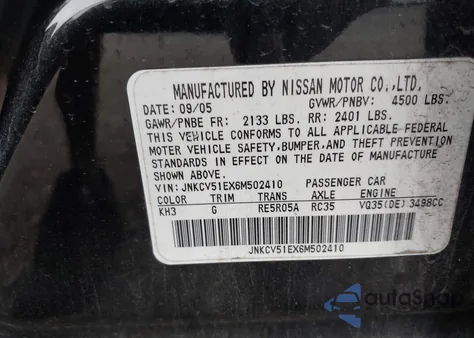 MANUFACTURED BY NISSAN MOTOR CO.,LTD.
DATE: 09/05 GVWR/PNBV: 4500 LBS.
GAWR/PNBE FR: 2133 LBS. RR: 2401 LBS.
THIS VEHICLE CONFORMS TO ALL APPLICABLE FEDERAL
MOTOR VEHICLE SAFETY,BUMPER,AND THEFT PREVENTION
STANDARDS IN EFFECT ON THE DATE OF MANUFACTURE
SHOWN ABOVE.
VIN: JNKCV51EX6M502410 PASSENGER CAR
COLOR TRIM TRANS AXLE ENGINE
KH3 G RE5R05A RC35 VQ35(DE) 3498CC
JNKCV51EX6M502410
autoSnap